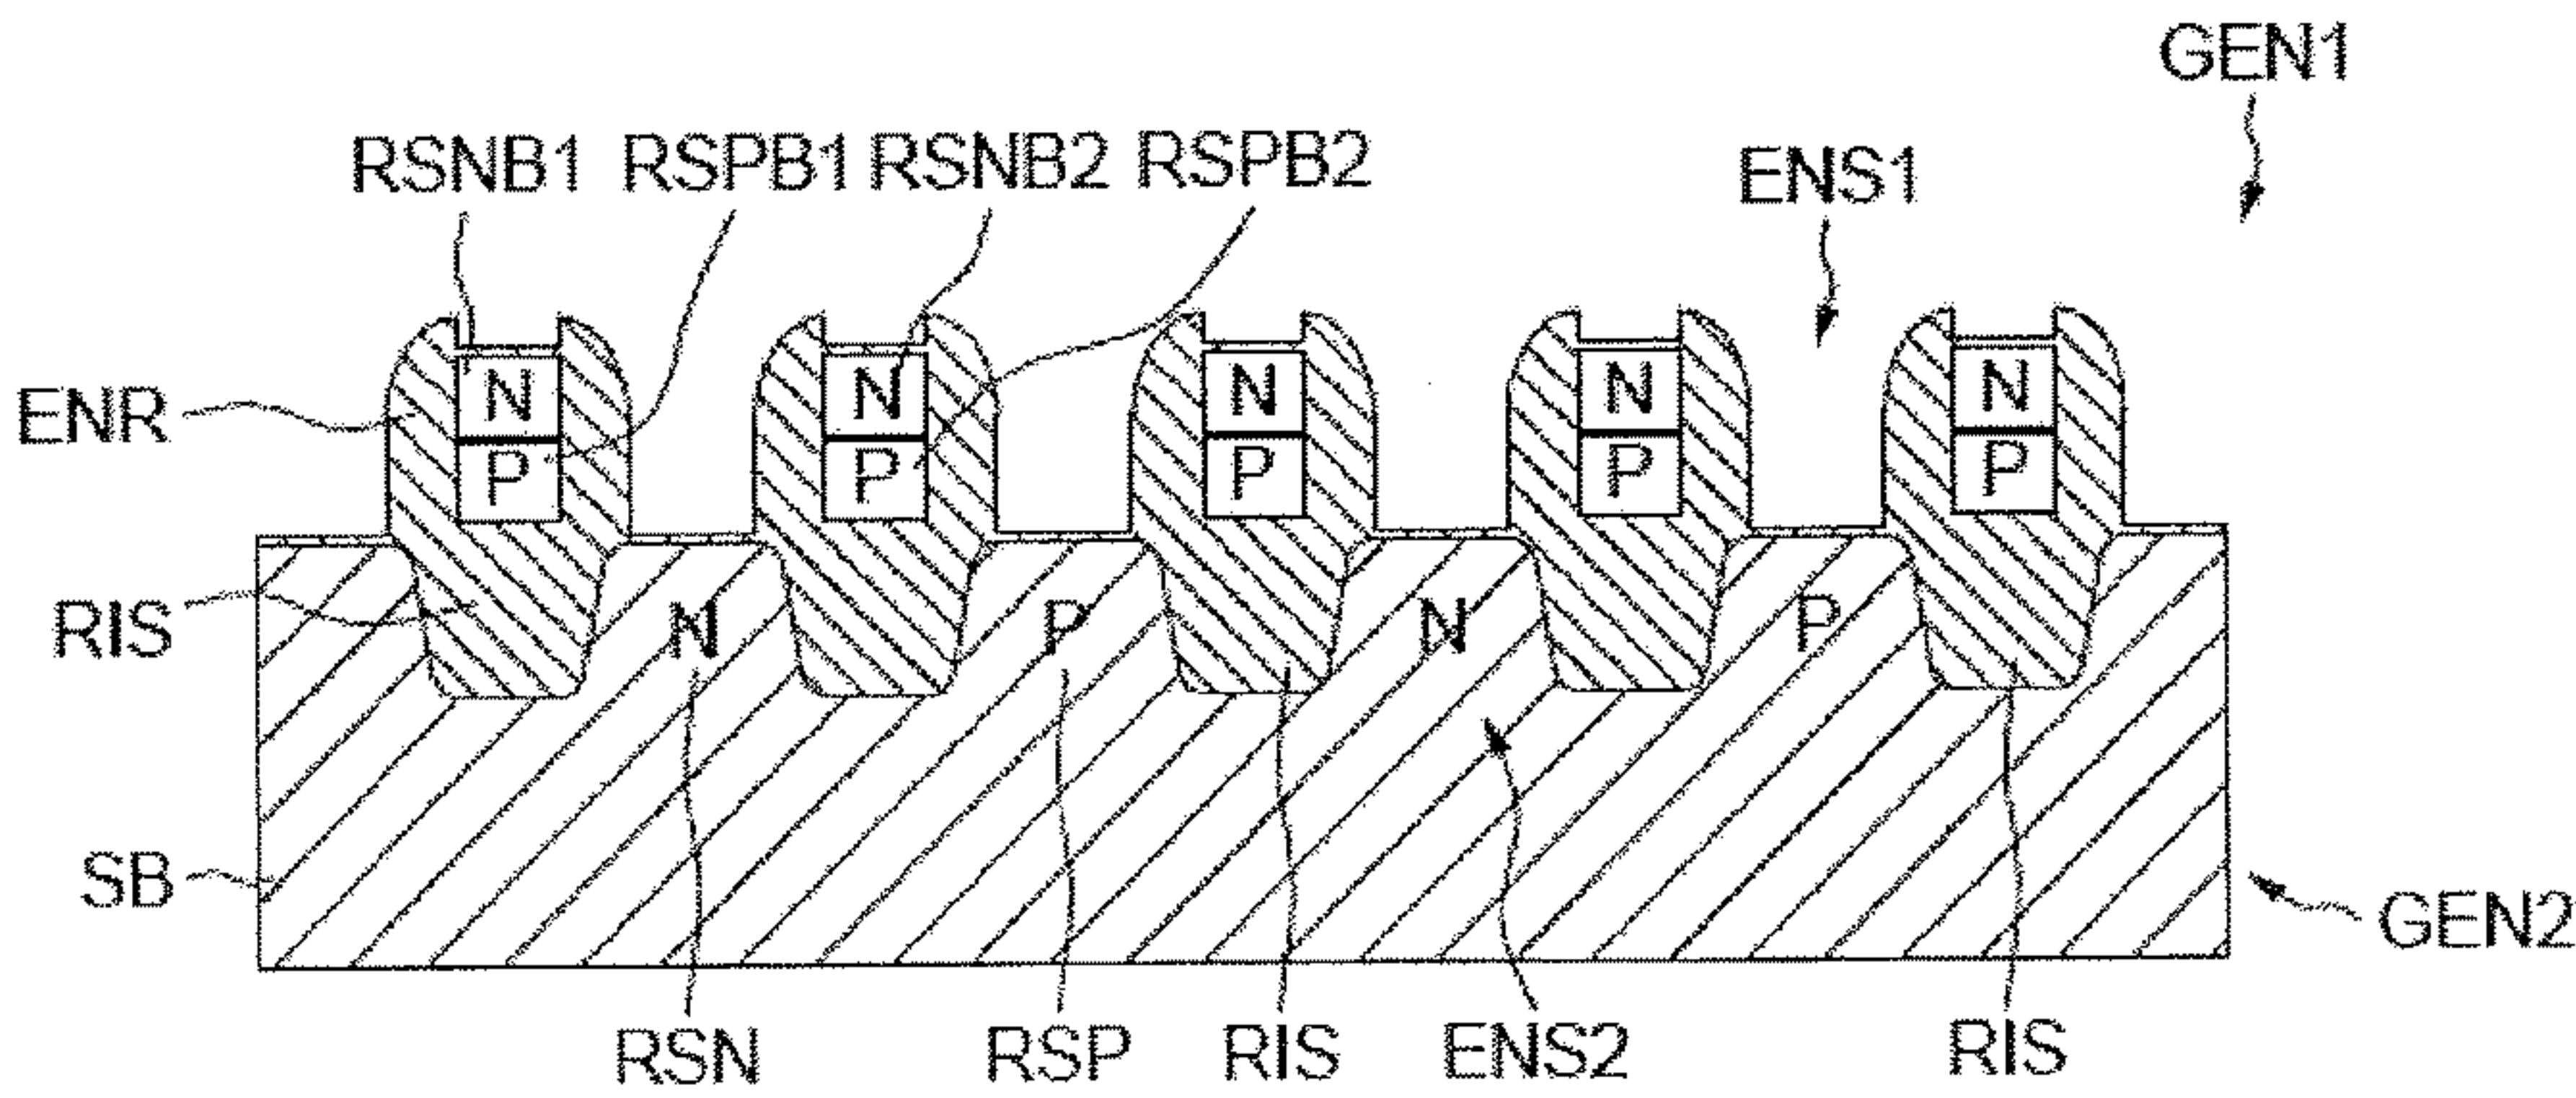 GEN1
RSNB1 RSPB1 RSNB2 RSPB2
ENS1
ENR
N N N N N
P P P P P
RIS
N P N P
SB
GEN2
RSN RSP RIS ENS2 RIS